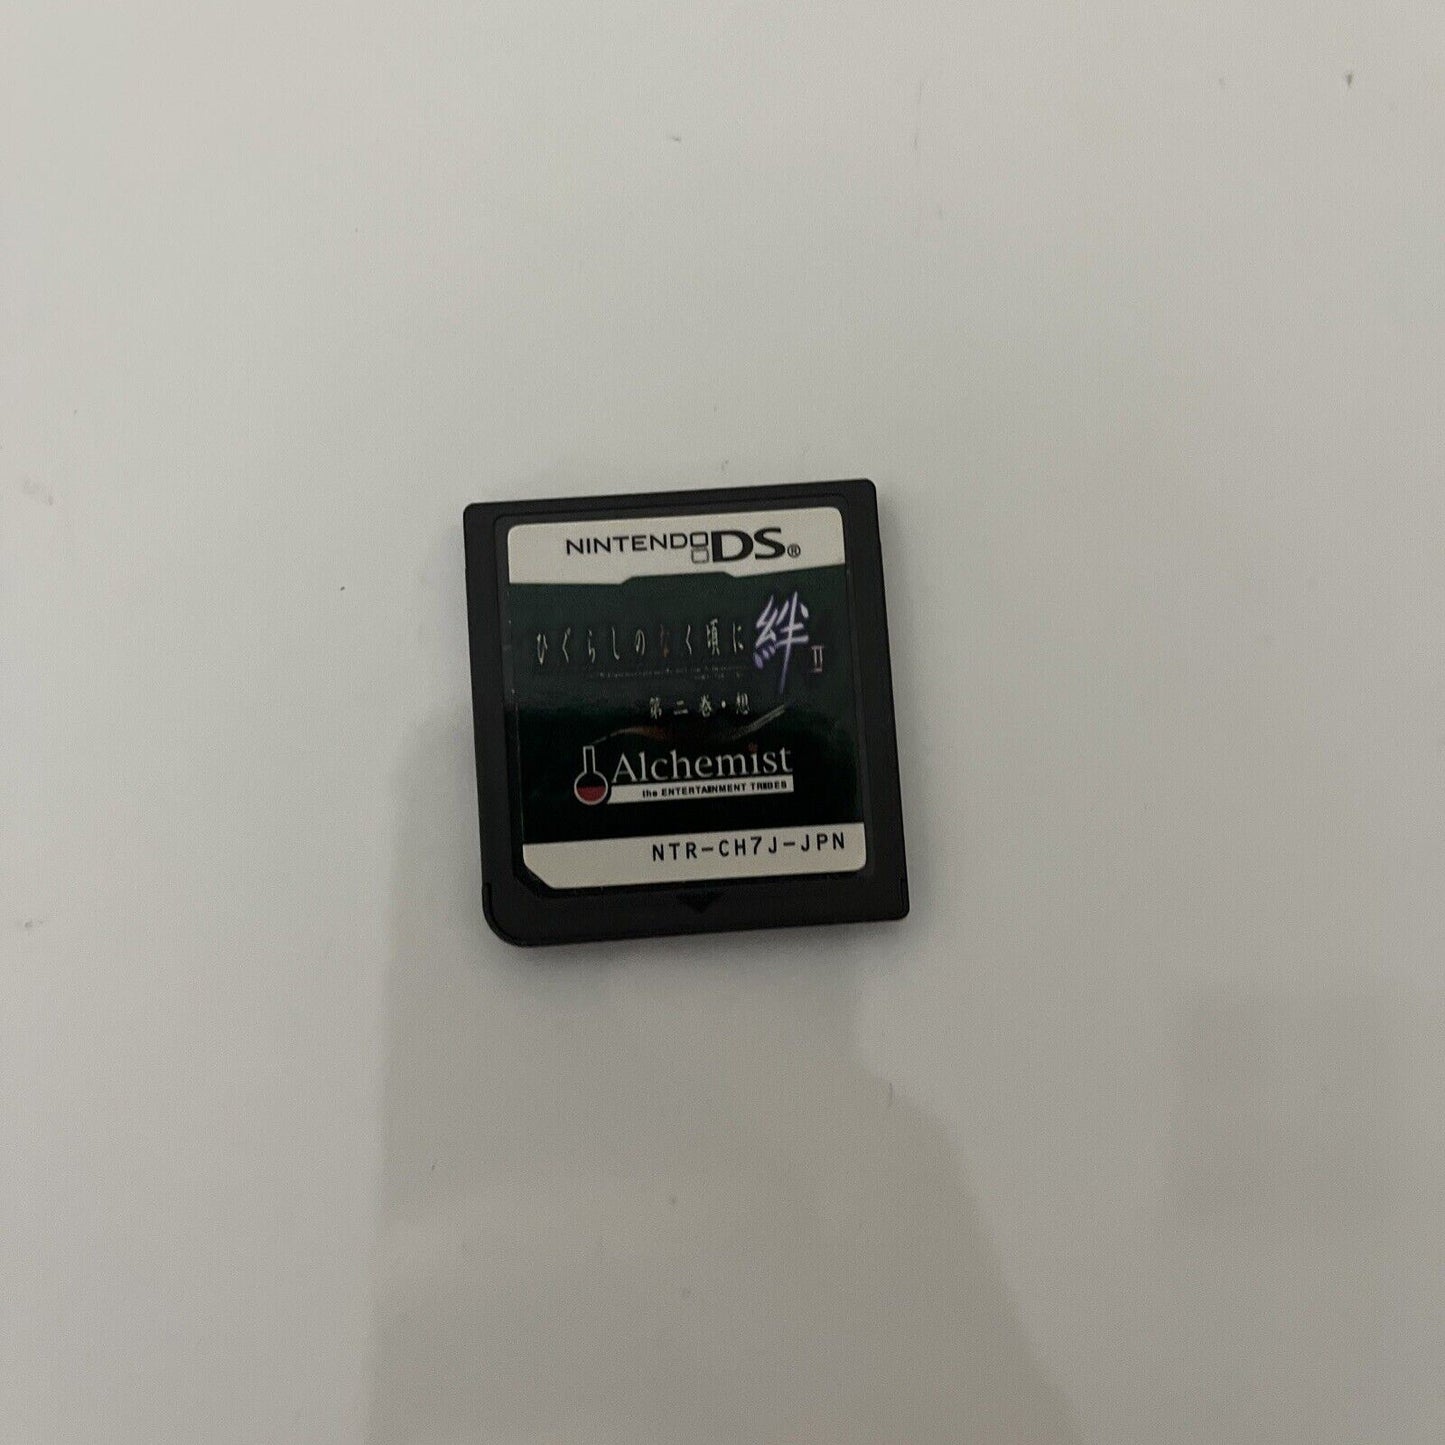 NINTENDO DS®
ひぐらしのなく頃に絆 II
第二巻・想
Alchemist
the ENTERTAINMENT TRIBES
NTR-CH7J-JPN